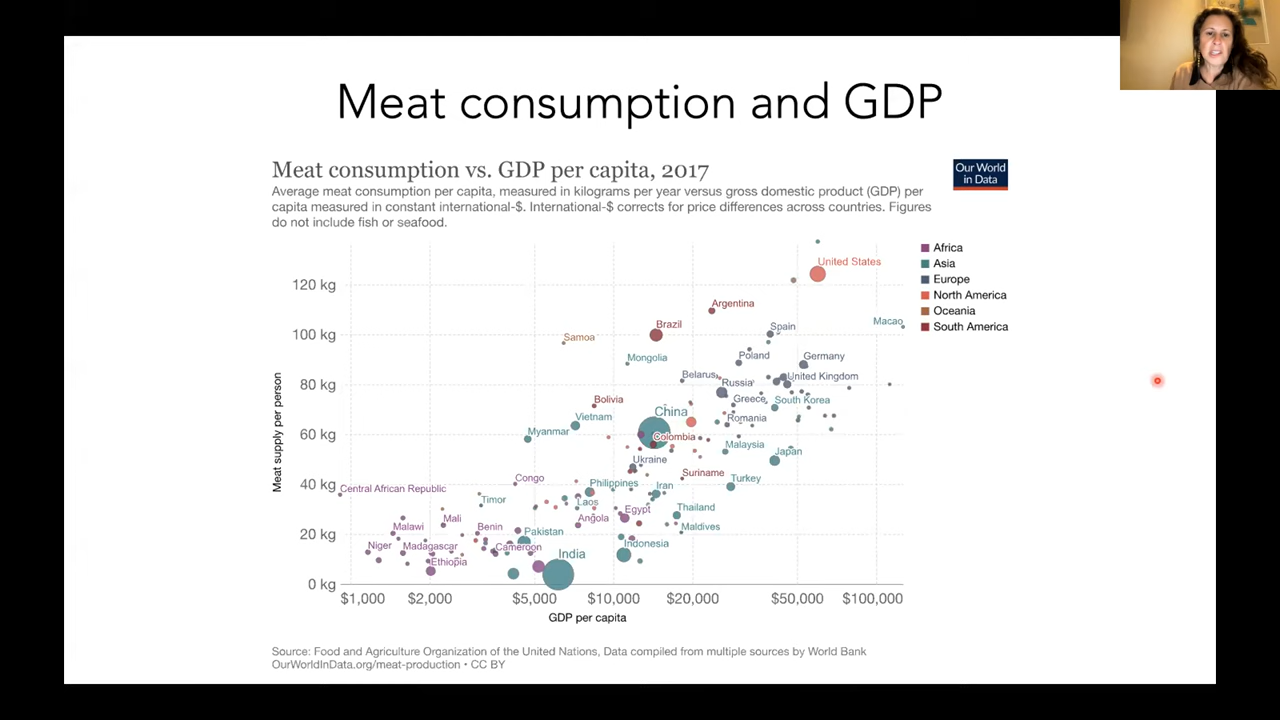 Meat consumption and GDP
Meat consumption vs. GDP per capita, 2017
Our World
in Data
Average meat consumption per capita, measured in kilograms per year versus gross domestic product (GDP) per
capita measured in constant international-$. International-$ corrects for price differences across countries. Figures
do not include fish or seafood.
Africa
Asia
Europe
North America
Oceania
South America
Meat supply per person
120 kg
100 kg
80 kg
60 kg
40 kg
20 kg
0 kg
United States
Argentina
Macao
Brazil
Spain
Samoa
Mongolia
Poland
Germany
Belarus
Russia
United Kingdom
Bolivia
Greece
South Korea
China
Vietnam
Romania
Myanmar
Colombia
Malaysia
Japan
Ukraine
Congo
Suriname
Turkey
Central African Republic
Philippines
Iran
Timor
Laos
Egypt
Thailand
Mali
Angola
Malawi
Benin
Pakistan
Maldives
Niger
Madagascar
Cameroon
Indonesia
Ethiopia
India
$1,000
$2,000
$5,000
$10,000
$20,000
$50,000
$100,000
GDP per capita
Source: Food and Agriculture Organization of the United Nations, Data compiled from multiple sources by World Bank
OurWorldInData.org/meat-production • CC BY